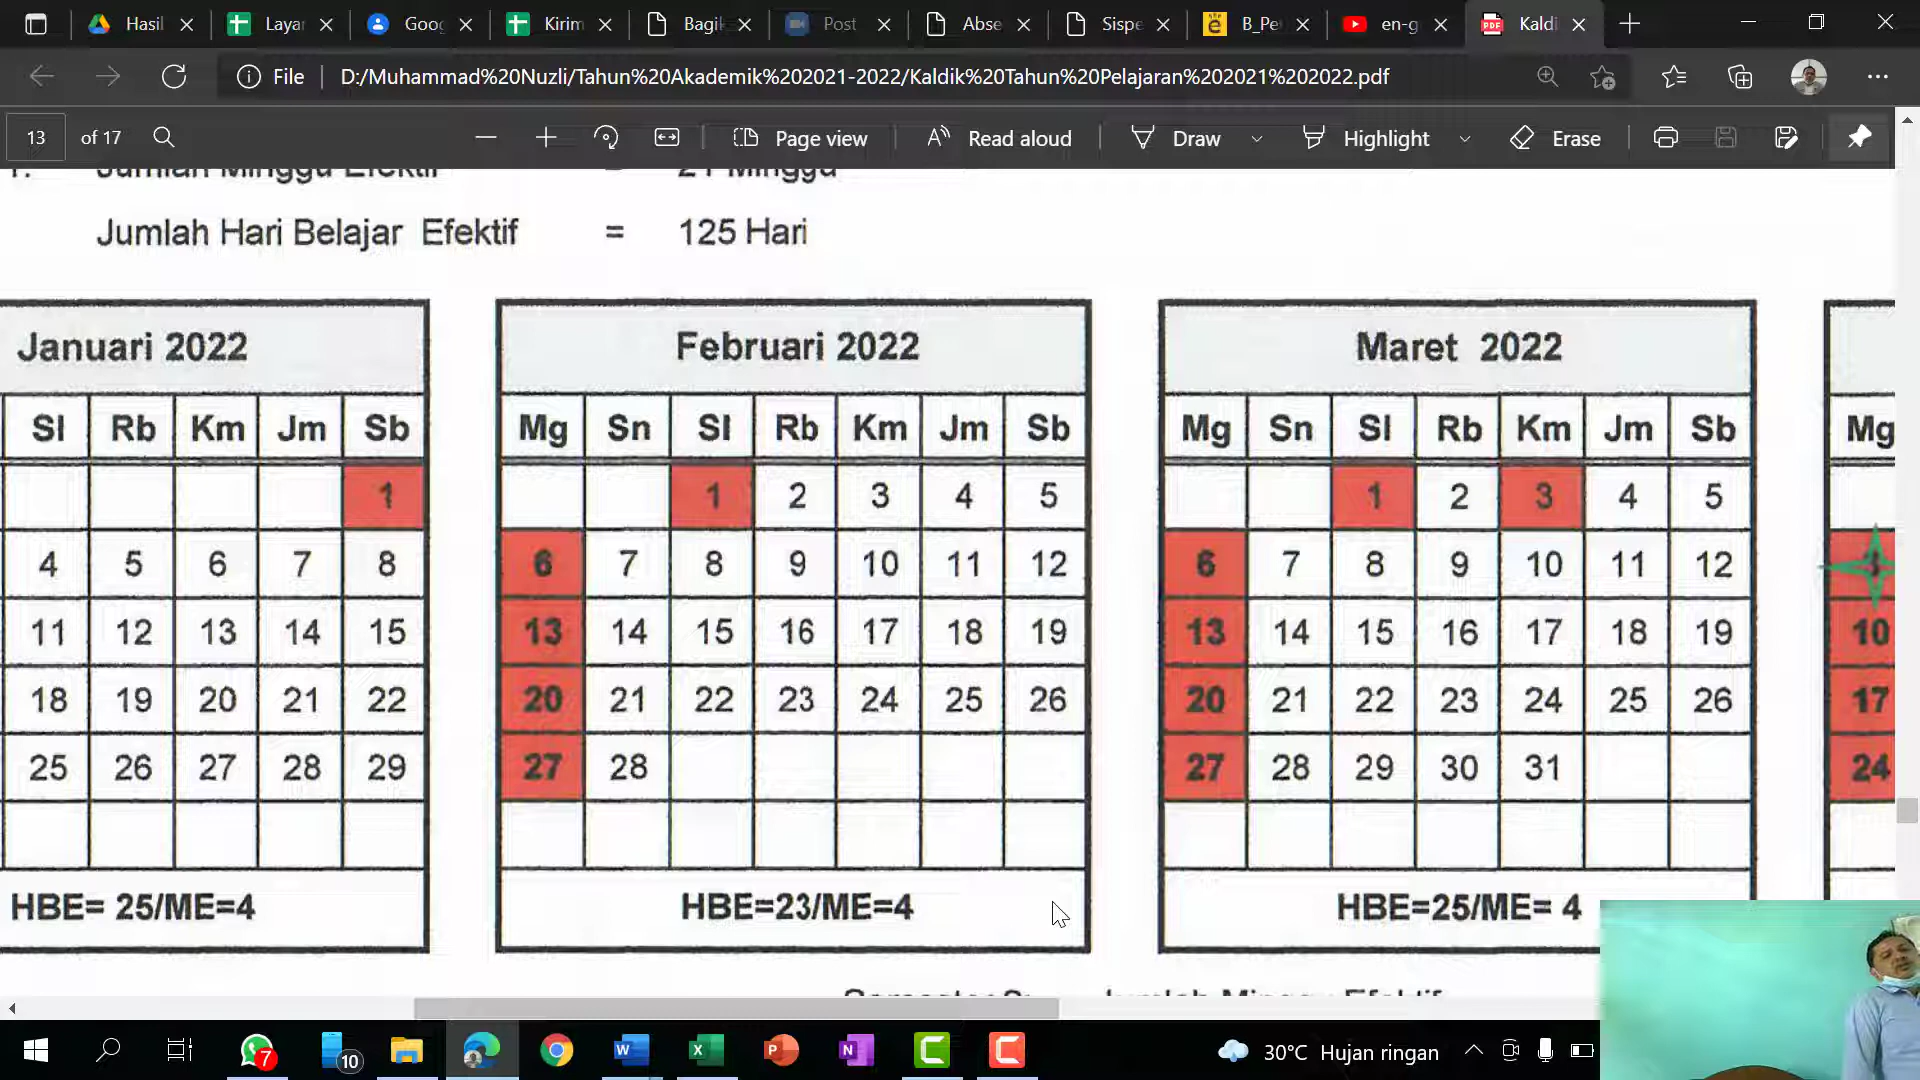 Hasil
Layar
Goog
Kirim
Bagik
Post
Abse
Sispe
B_Pe
en-g
Kaldi
File
D:/Muhammad%20Nuzli/Tahun%20Akademik%202021-2022/Kaldik%20Tahun%20Pelajaran%202021%202022.pdf
13 of 17
Page view
Read aloud
Draw
Highlight
Erase
Jumlah Minggu Efektif = 21 Minggu
Jumlah Hari Belajar Efektif = 125 Hari
Januari 2022
Sl Rb Km Jm Sb
1
4 5 6 7 8
11 12 13 14 15
18 19 20 21 22
25 26 27 28 29
HBE= 25/ME=4
Februari 2022
Mg Sn Sl Rb Km Jm Sb
1 2 3 4 5
6 7 8 9 10 11 12
13 14 15 16 17 18 19
20 21 22 23 24 25 26
27 28
HBE=23/ME=4
Maret 2022
Mg Sn Sl Rb Km Jm Sb
1 2 3 4 5
6 7 8 9 10 11 12
13 14 15 16 17 18 19
20 21 22 23 24 25 26
27 28 29 30 31
HBE=25/ME= 4
Mg
10
17
24
7
10
30°C Hujan ringan